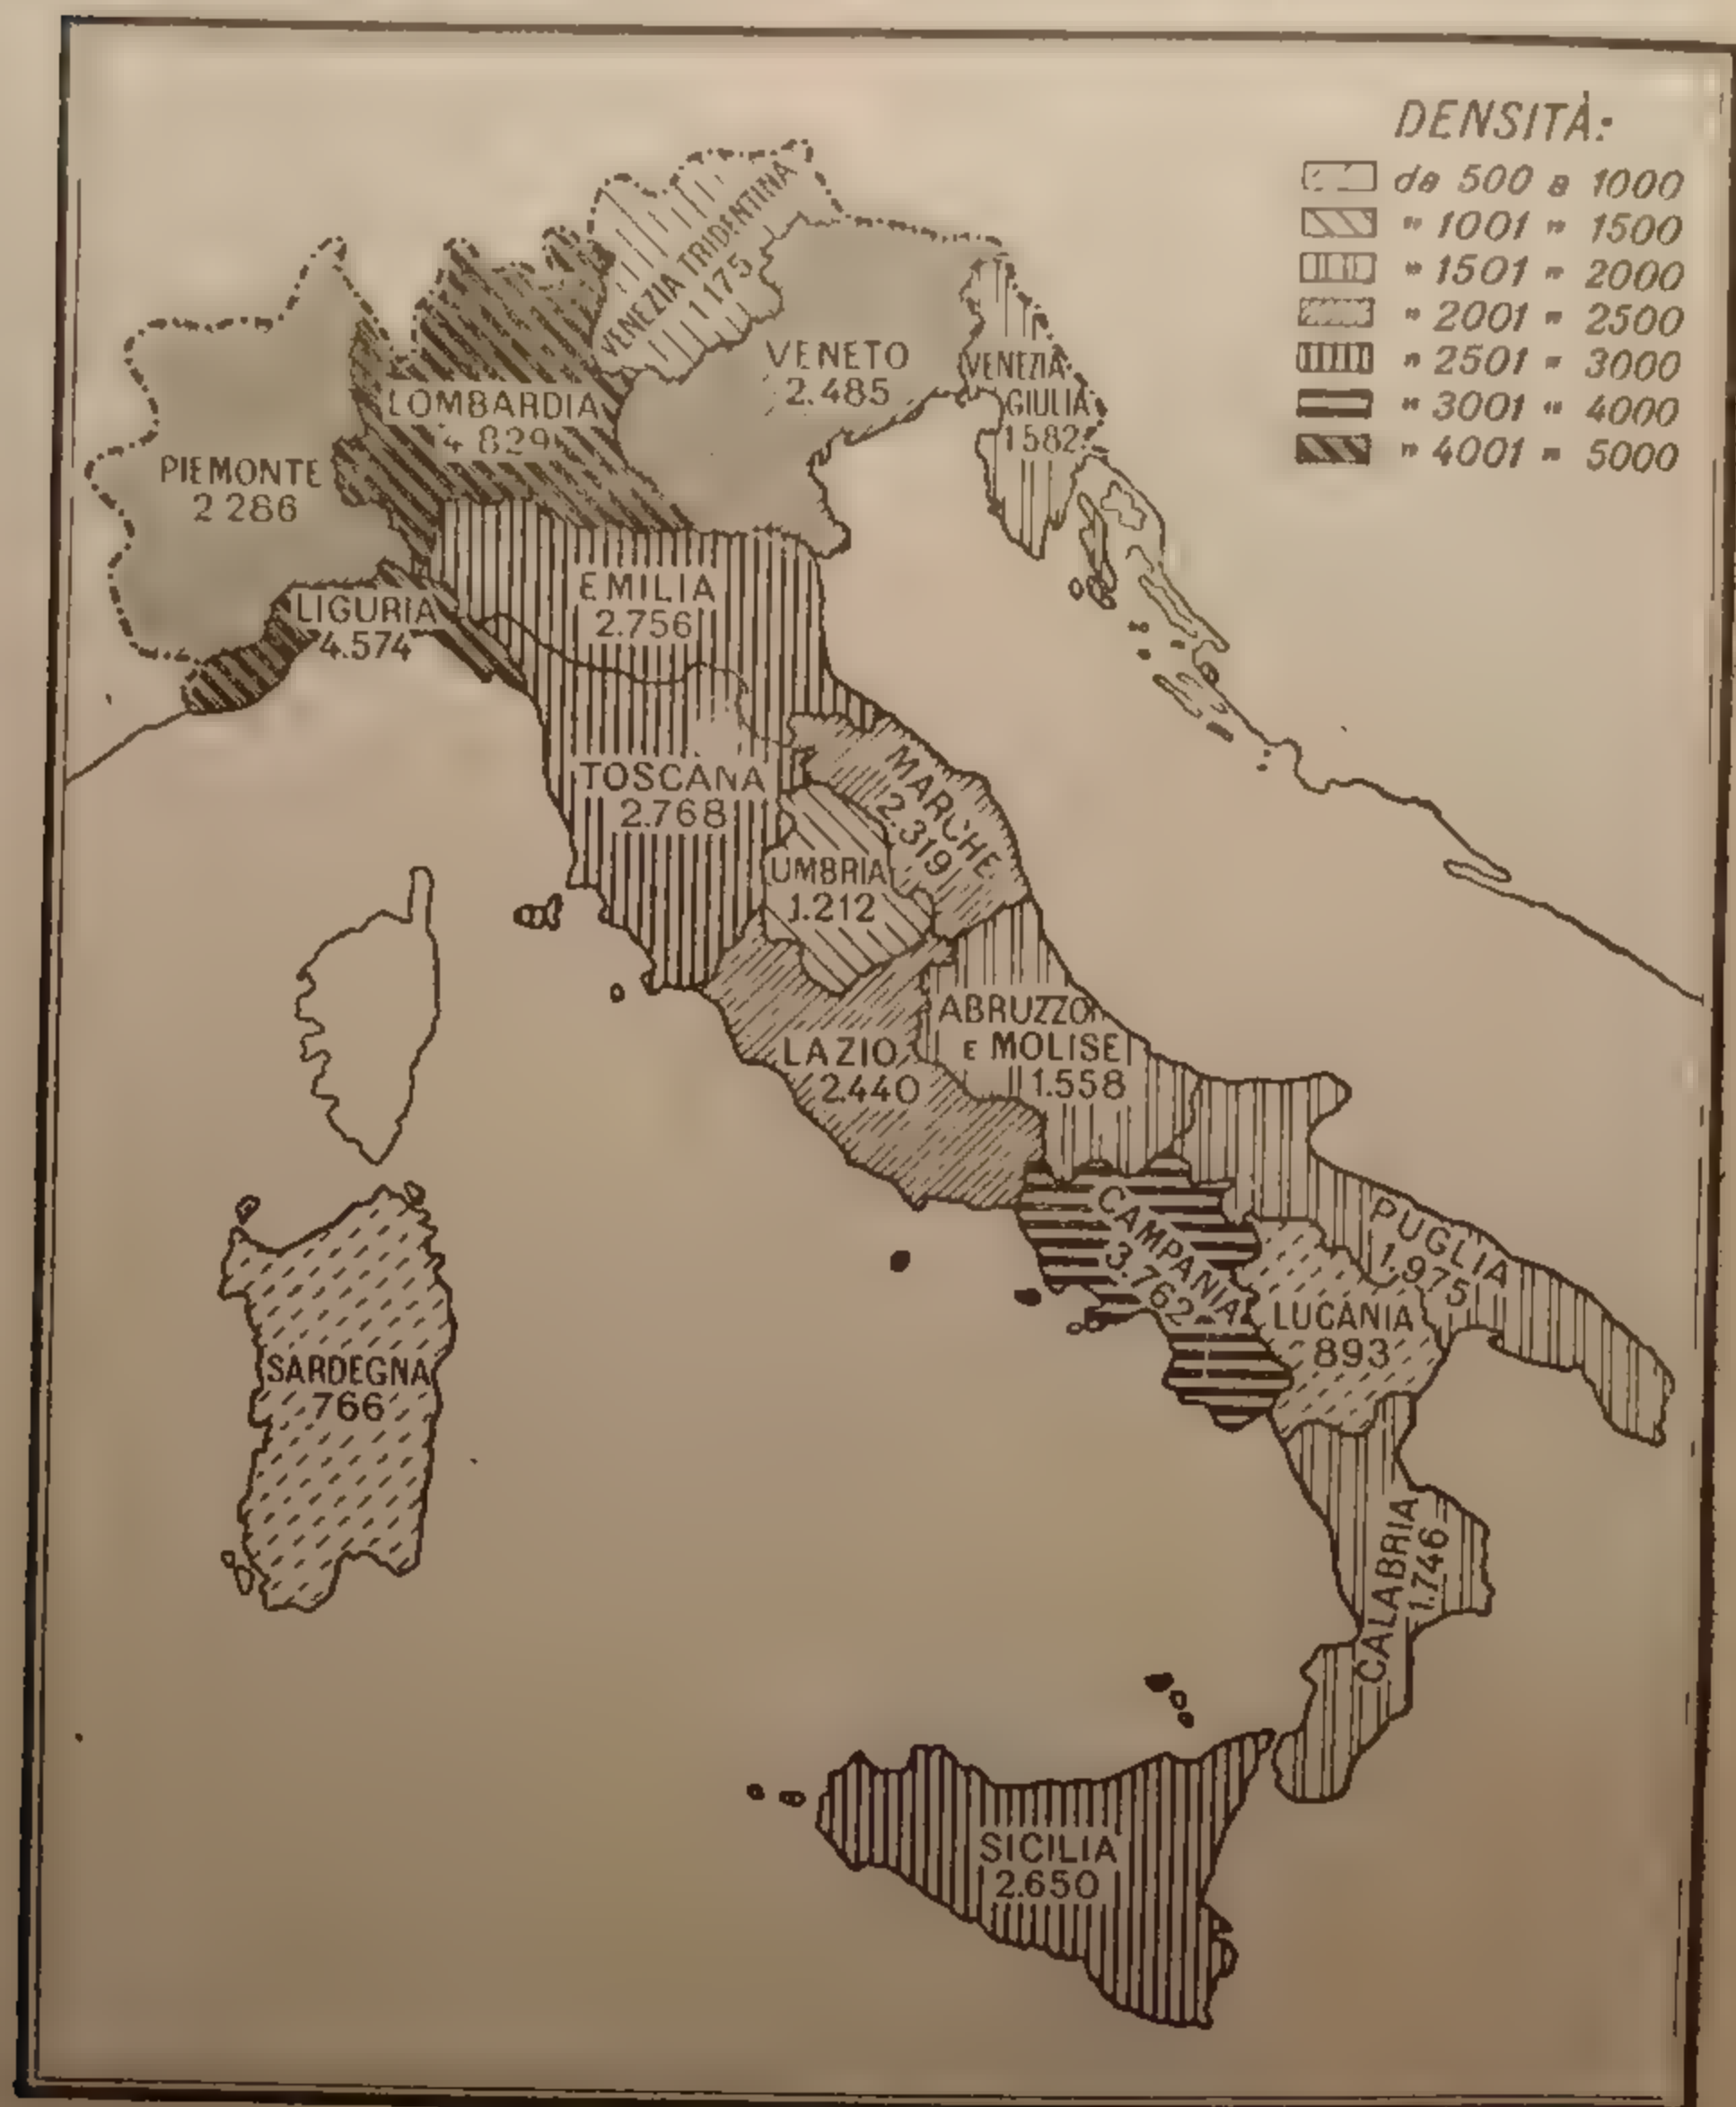 DENSITÀ:
da 500 a 1000
" 1001 " 1500
" 1501 " 2000
" 2001 " 2500
" 2501 " 3000
" 3001 " 4000
" 4001 " 5000
VENEZIA TRIDENTINA
1175
VENETO
2.485
VENEZIA
GIULIA
1582
LOMBARDIA
4 829
PIEMONTE
2 286
EMILIA
2.756
LIGURIA
4.574
TOSCANA
2.768
MARCHE
2.319
UMBRIA
1.212
ABRUZZO
E MOLISE
1.558
LAZIO
2.440
CAMPANIA
3.762
PUGLIA
1.975
LUCANIA
893
SARDEGNA
766
CALABRIA
1.746
SICILIA
2.650